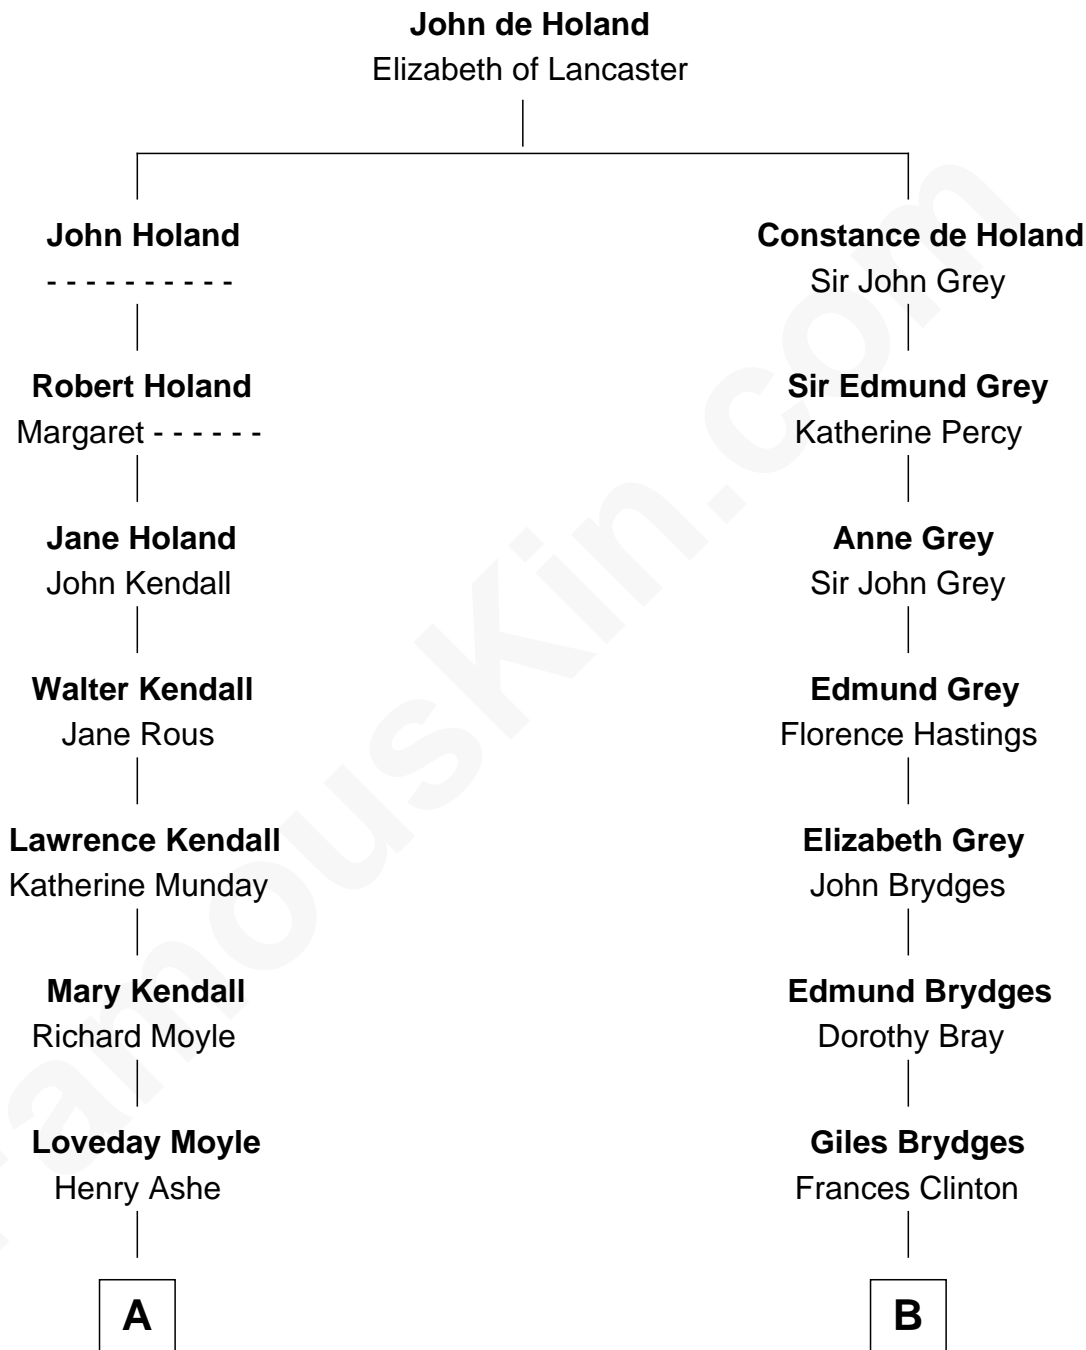 John de Holand
Elizabeth of Lancaster
John Holand
- - - - - - - - - -
Constance de Holand
Sir John Grey
Robert Holand
Margaret - - - - - -
Sir Edmund Grey
Katherine Percy
Jane Holand
John Kendall
Anne Grey
Sir John Grey
Walter Kendall
Jane Rous
Edmund Grey
Florence Hastings
Lawrence Kendall
Katherine Munday
Elizabeth Grey
John Brydges
Mary Kendall
Richard Moyle
Edmund Brydges
Dorothy Bray
Loveday Moyle
Henry Ashe
Giles Brydges
Frances Clinton
A
B
FamousKin.com